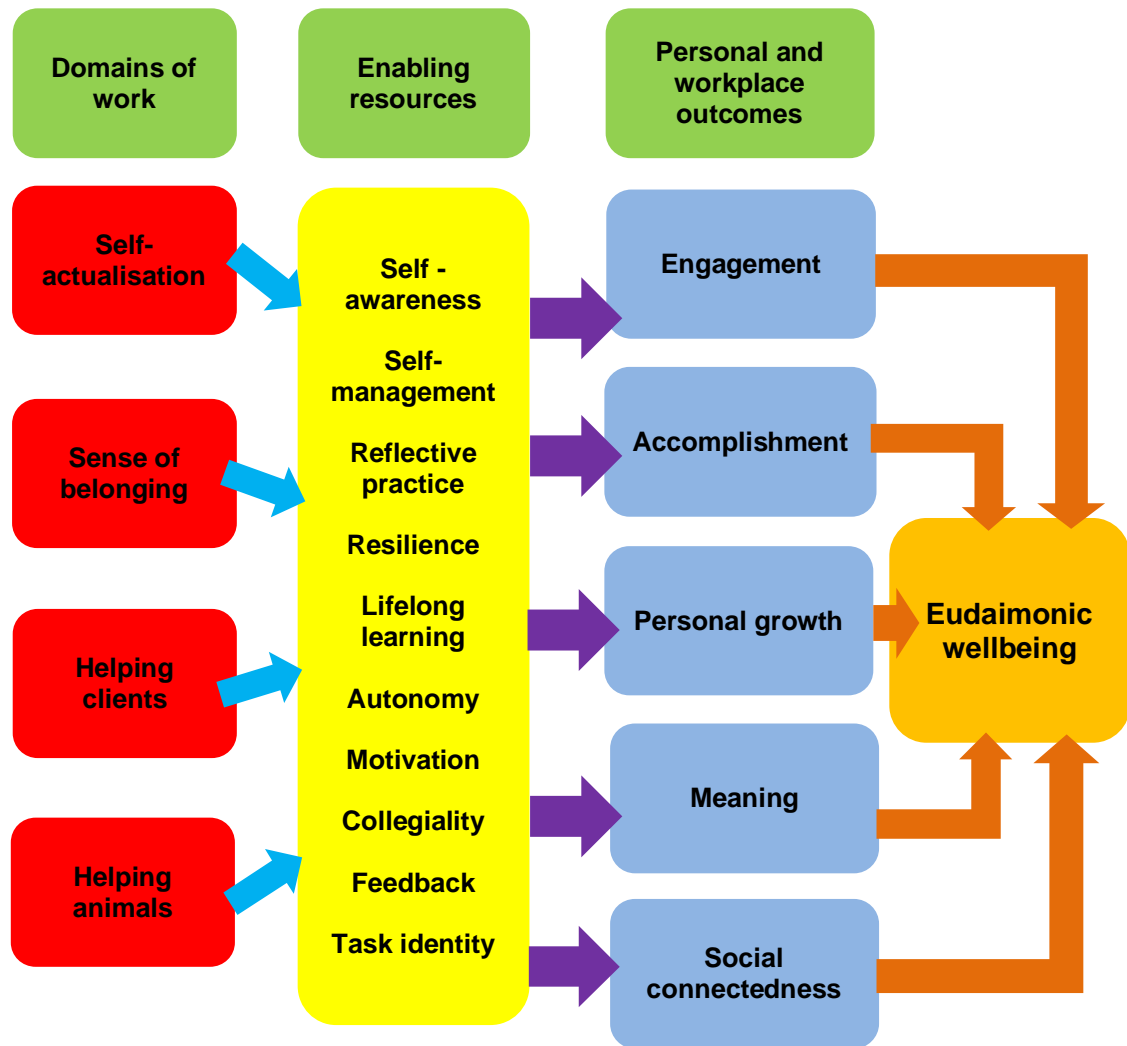 Domains of
work
Enabling
resources
Personal and
workplace
outcomes
Self-
actualisation
Sense of
belonging
Helping
clients
Helping
animals
Self -
awareness
Self-
management
Reflective
practice
Resilience
Lifelong
learning
Autonomy
Motivation
Collegiality
Feedback
Task identity
Engagement
Accomplishment
Personal growth
Meaning
Social
connectedness
Eudaimonic
wellbeing